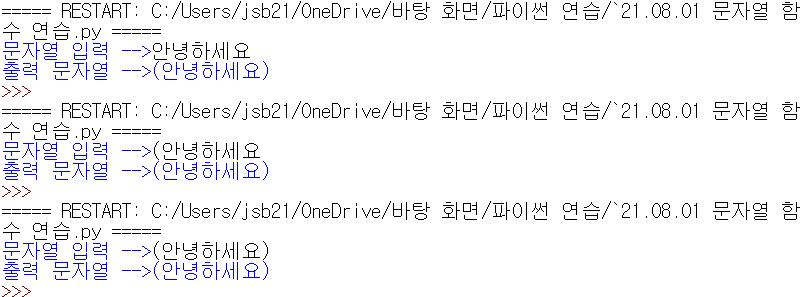 ===== RESTART: C:/Users/jsb21/OneDrive/바탕 화면/파이썬 연습/`21.08.01 문자열 함
수 연습.py =====
문자열 입력 -->안녕하세요
출력 문자열 -->(안녕하세요)
>>>
===== RESTART: C:/Users/jsb21/OneDrive/바탕 화면/파이썬 연습/`21.08.01 문자열 함
수 연습.py =====
문자열 입력 -->(안녕하세요
출력 문자열 -->(안녕하세요)
>>>
===== RESTART: C:/Users/jsb21/OneDrive/바탕 화면/파이썬 연습/`21.08.01 문자열 함
수 연습.py =====
문자열 입력 -->(안녕하세요)
출력 문자열 -->(안녕하세요)
>>>